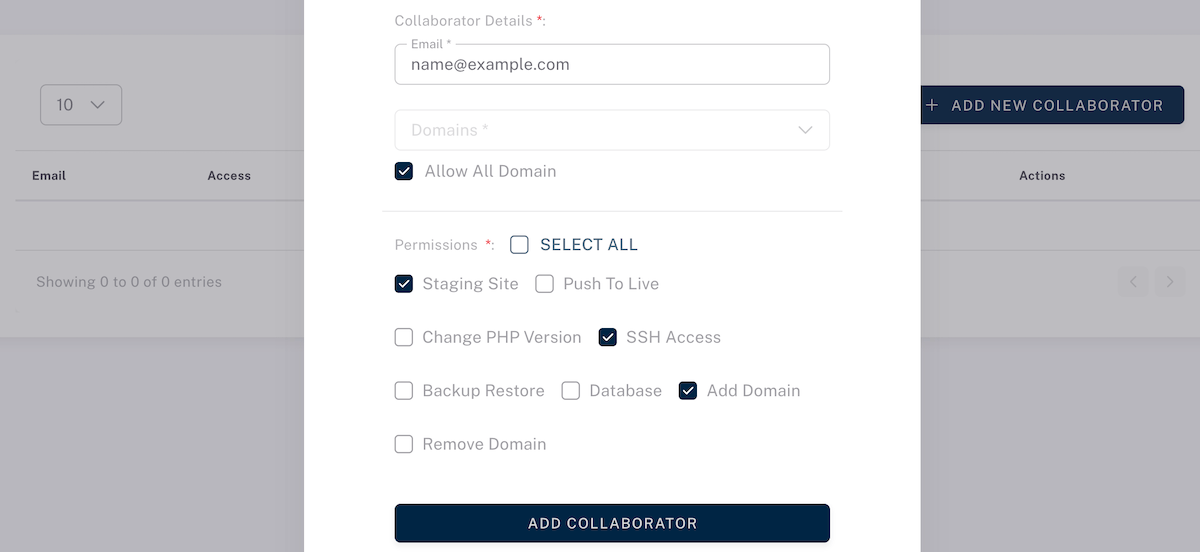 Collaborator Details *:
Email *
name@example.com
10
+ ADD NEW COLLABORATOR
Domains *
Allow All Domain
Email Access Actions
Permissions *: SELECT ALL
Showing 0 to 0 of 0 entries
Staging Site Push To Live
Change PHP Version SSH Access
Backup Restore Database Add Domain
Remove Domain
ADD COLLABORATOR